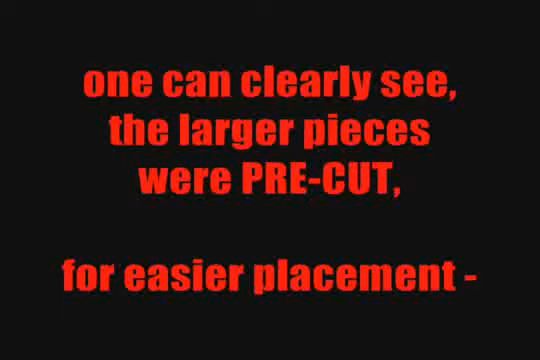 one can clearly see,
the larger pieces
were PRE-CUT,
for easier placement -